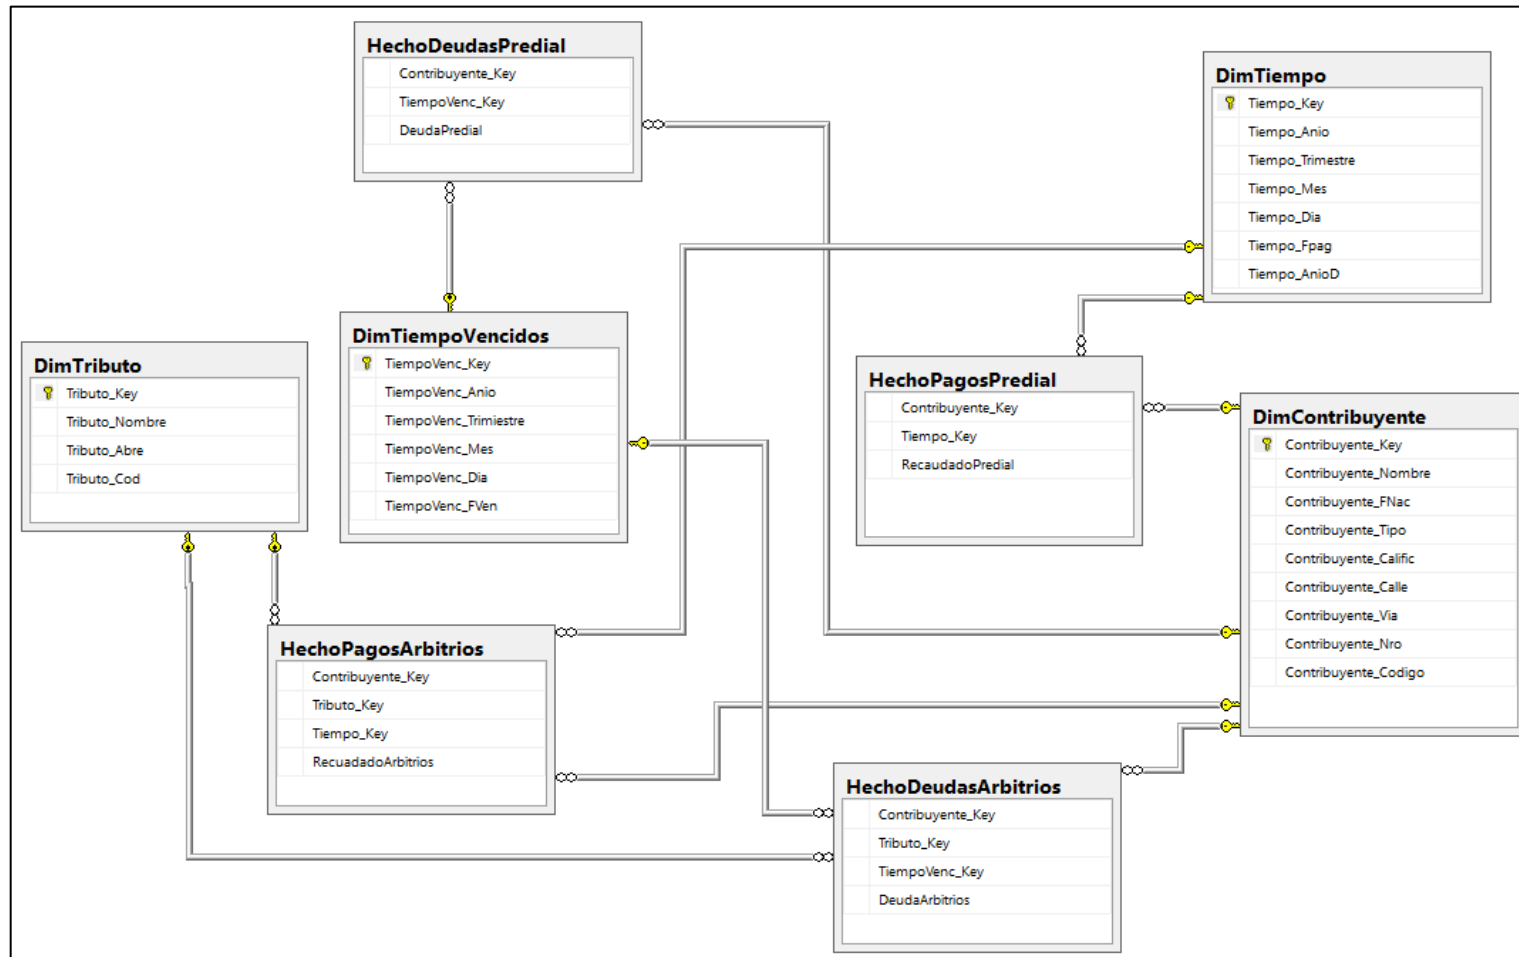 HechoDeudasPredial
Contribuyente_Key
TiempoVenc_Key
DeudaPredial
DimTiempo
Tiempo_Key
Tiempo_Anio
Tiempo_Trimestre
Tiempo_Mes
Tiempo_Dia
Tiempo_Fpag
Tiempo_AnioD
DimTiempoVencidos
TiempoVenc_Key
TiempoVenc_Anio
TiempoVenc_Trimiestre
TiempoVenc_Mes
TiempoVenc_Dia
TiempoVenc_FVen
DimTributo
Tributo_Key
Tributo_Nombre
Tributo_Abre
Tributo_Cod
HechoPagosPredial
Contribuyente_Key
Tiempo_Key
RecaudadoPredial
DimContribuyente
Contribuyente_Key
Contribuyente_Nombre
Contribuyente_FNac
Contribuyente_Tipo
Contribuyente_Calific
Contribuyente_Calle
Contribuyente_Via
Contribuyente_Nro
Contribuyente_Codigo
HechoPagosArbitrios
Contribuyente_Key
Tributo_Key
Tiempo_Key
RecuadadoArbitrios
HechoDeudasArbitrios
Contribuyente_Key
Tributo_Key
TiempoVenc_Key
DeudaArbitrios